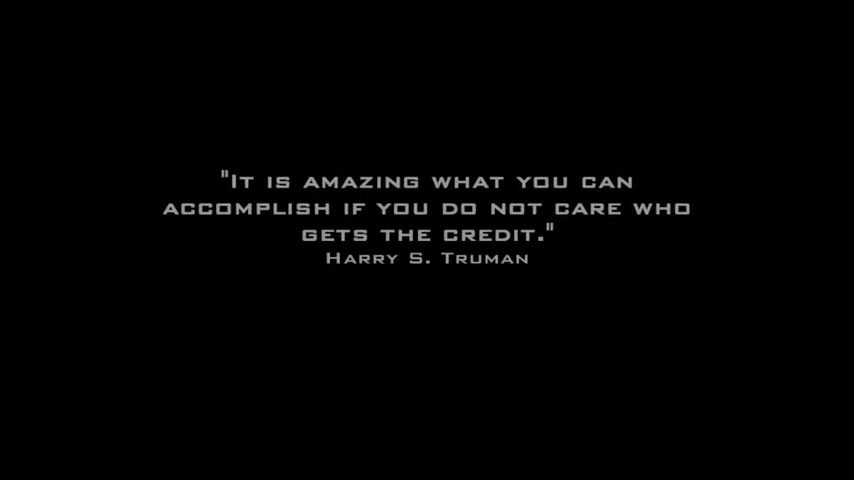 "It is amazing what you can
accomplish if you do not care who
gets the credit."
Harry S. Truman